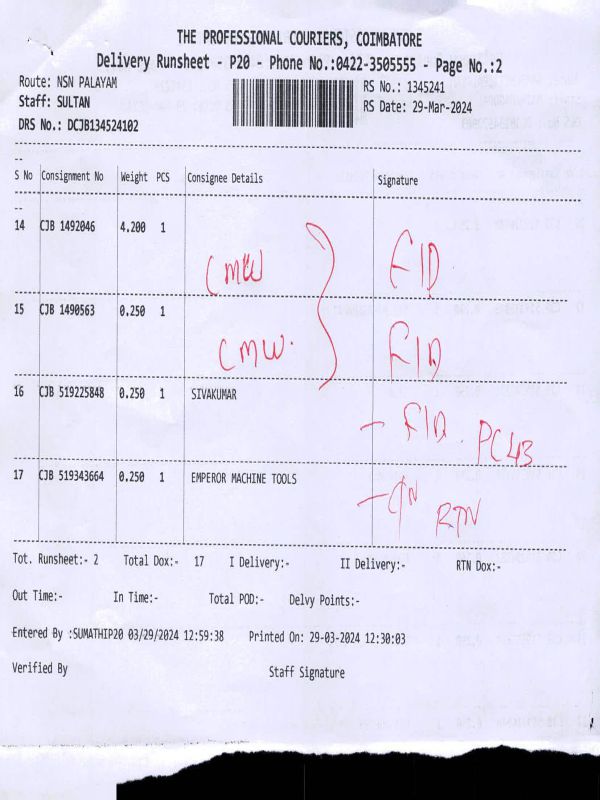 THE PROFESSIONAL COURIERS, COIMBATORE
Delivery Runsheet - P20 - Phone No.:0422-3505555 - Page No.:2
Route: NSN PALAYAM
RS No.: 1345241
Staff: SULTAN
RS Date: 29-Mar-2024
DRS No.: DCJB134524102
--
S No Consignment No Weight PCS Consignee Details Signature
--
14 CJB 1492046 4.200 1
CMW FID
15 CJB 1490563 0.250 1
CMW. FID
16 CJB 519225848 0.250 1 SIVAKUMAR
- FID. PC43
17 CJB 519343664 0.250 1 EMPEROR MACHINE TOOLS
RTN
Tot. Runsheet:- 2 Total Dox:- 17 I Delivery:- II Delivery:- RTN Dox:-
Out Time:- In Time:- Total POD:- Delvy Points:-
Entered By :SUMATHIP20 03/29/2024 12:59:38 Printed On: 29-03-2024 12:30:03
Verified By Staff Signature